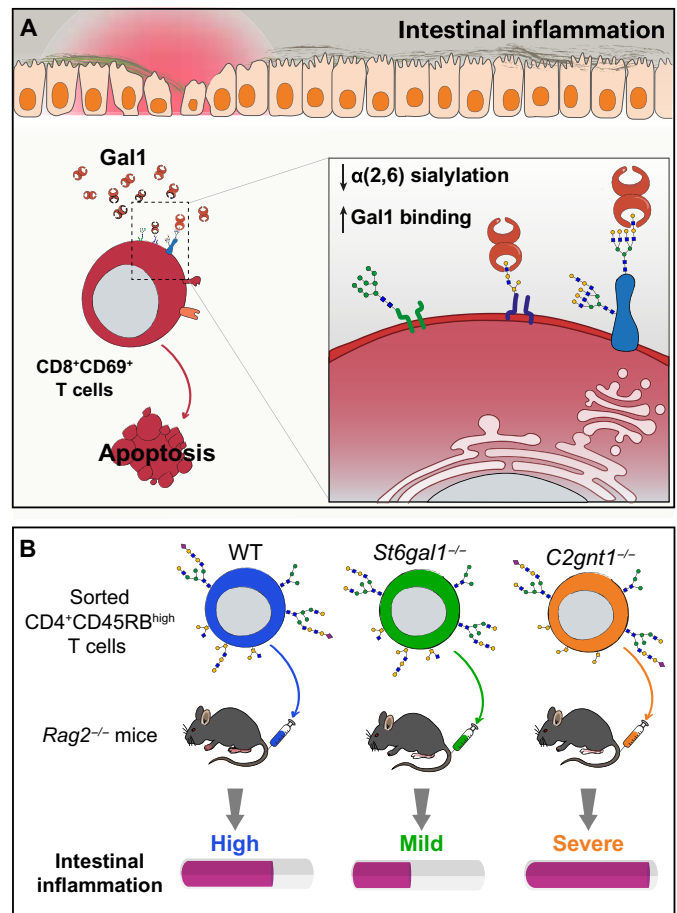 A
Intestinal inflammation
Gal1
↓ α(2,6) sialylation
↑ Gal1 binding
CD8⁺CD69⁺
T cells
Apoptosis
B
WT
St6gal1⁻/⁻
C2gnt1⁻/⁻
Sorted
CD4⁺CD45RBʰⁱᵍʰ
T cells
Rag2⁻/⁻ mice
High
Mild
Severe
Intestinal
inflammation